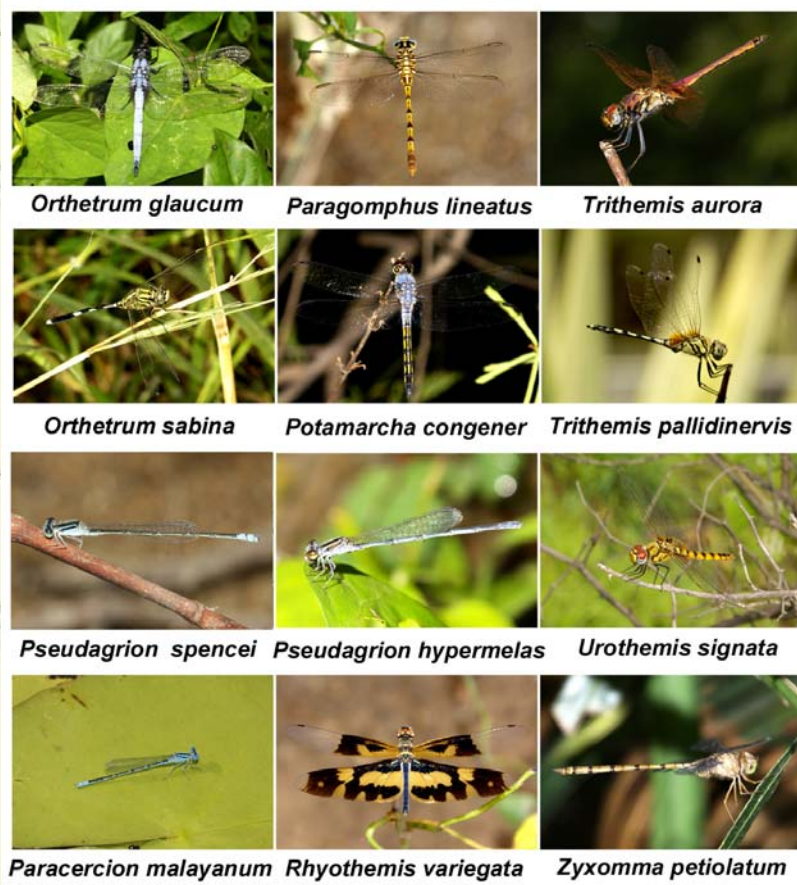 Orthetrum glaucum
Paragomphus lineatus
Trithemis aurora
Orthetrum sabina
Potamarcha congener
Trithemis pallidinervis
Pseudagrion spencei
Pseudagrion hypermelas
Urothemis signata
Paracercion malayanum
Rhyothemis variegata
Zyxomma petiolatum